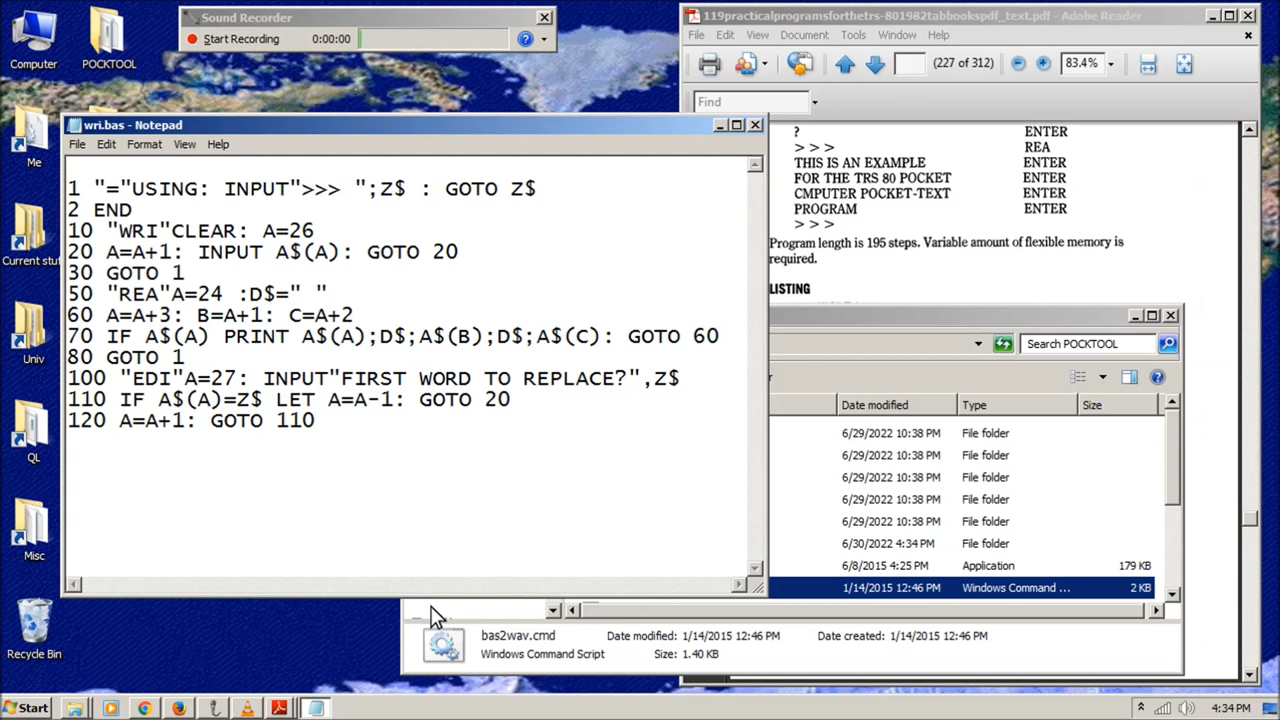 Computer
POCKTOOL
Me
Current stuf
Univ
QL
Misc
Recycle Bin
Sound Recorder
Start Recording 0:00:00
119practicalprogramsforthetrs-801982tabbookspdf_text.pdf - Adobe Reader
File Edit View Document Tools Window Help
(227 of 312) 83.4%
Find
? ENTER
> > > REA
THIS IS AN EXAMPLE ENTER
FOR THE TRS 80 POCKET ENTER
CMPUTER POCKET-TEXT ENTER
PROGRAM ENTER
> > >
Program length is 195 steps. Variable amount of flexible memory is
required.
LISTING
wri.bas - Notepad
File Edit Format View Help
1 "="USING: INPUT">>> ";Z$ : GOTO Z$
2 END
10 "WRI"CLEAR: A=26
20 A=A+1: INPUT A$(A): GOTO 20
30 GOTO 1
50 "REA"A=24 :D$=" "
60 A=A+3: B=A+1: C=A+2
70 IF A$(A) PRINT A$(A);D$;A$(B);D$;A$(C): GOTO 60
80 GOTO 1
100 "EDI"A=27: INPUT"FIRST WORD TO REPLACE?",Z$
110 IF A$(A)=Z$ LET A=A-1: GOTO 20
120 A=A+1: GOTO 110
Search POCKTOOL
Date modified Type Size
6/29/2022 10:38 PM File folder
6/29/2022 10:38 PM File folder
6/29/2022 10:38 PM File folder
6/29/2022 10:38 PM File folder
6/29/2022 10:38 PM File folder
6/30/2022 4:34 PM File folder
6/8/2015 4:25 PM Application 179 KB
1/14/2015 12:46 PM Windows Command ... 2 KB
bas2wav.cmd Date modified: 1/14/2015 12:46 PM Date created: 1/14/2015 12:46 PM
Windows Command Script Size: 1.40 KB
Start 4:34 PM